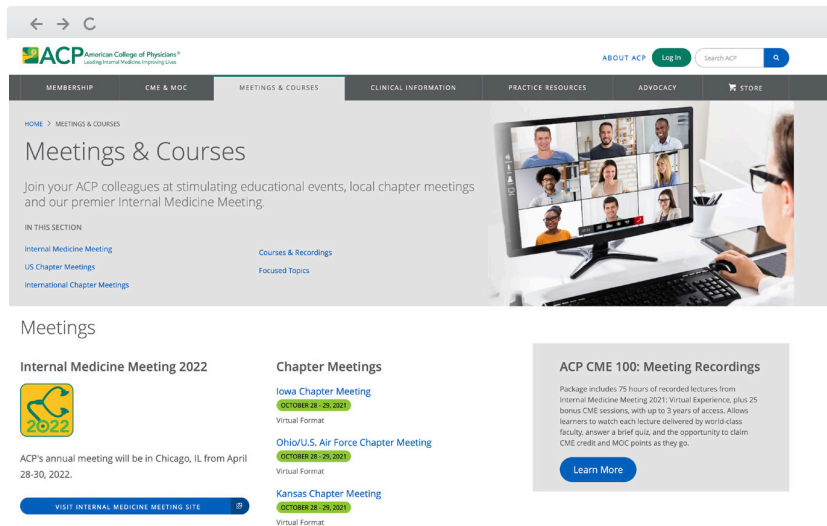 ACP American College of Physicians®
Leading Internal Medicine, Improving Lives
ABOUT ACP
Log In
Search ACP
MEMBERSHIP
CME & MOC
MEETINGS & COURSES
CLINICAL INFORMATION
PRACTICE RESOURCES
ADVOCACY
STORE
HOME > MEETINGS & COURSES
Meetings & Courses
Join your ACP colleagues at stimulating educational events, local chapter meetings
and our premier Internal Medicine Meeting.
IN THIS SECTION
Internal Medicine Meeting
US Chapter Meetings
International Chapter Meetings
Courses & Recordings
Focused Topics
Meetings
Internal Medicine Meeting 2022
2022
ACP's annual meeting will be in Chicago, IL from April
28-30, 2022.
VISIT INTERNAL MEDICINE MEETING SITE
Chapter Meetings
Iowa Chapter Meeting
OCTOBER 28 - 29, 2021
Virtual Format
Ohio/U.S. Air Force Chapter Meeting
OCTOBER 28 - 29, 2021
Virtual Format
Kansas Chapter Meeting
OCTOBER 28 - 29, 2021
Virtual Format
ACP CME 100: Meeting Recordings
Package includes 75 hours of recorded lectures from
Internal Medicine Meeting 2021: Virtual Experience, plus 25
bonus CME sessions, with up to 3 years of access. Allows
learners to watch each lecture delivered by world-class
faculty, answer a brief quiz, and the opportunity to claim
CME credit and MOC points as they go.
Learn More